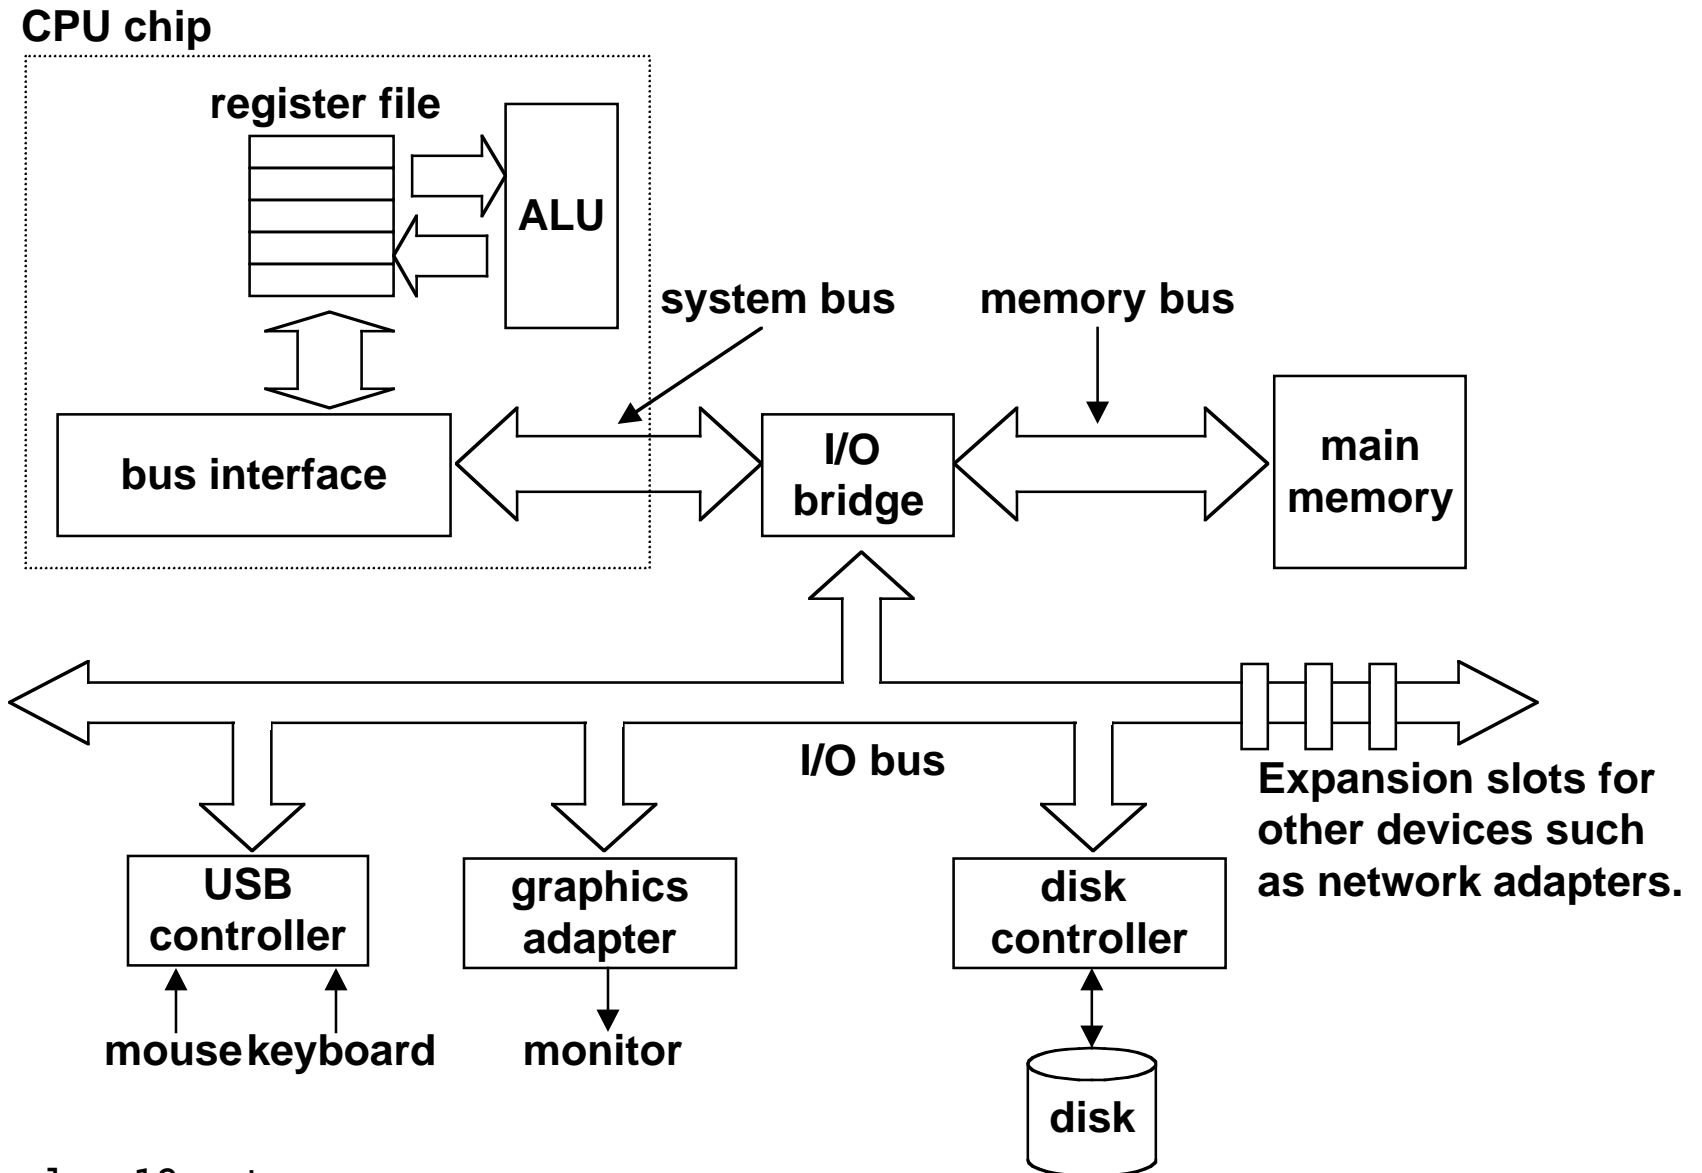 CPU chip
register file
ALU
system bus
memory bus
bus interface
I/O
bridge
main
memory
I/O bus
Expansion slots for
other devices such
as network adapters.
USB
controller
graphics
adapter
disk
controller
mouse
keyboard
monitor
disk